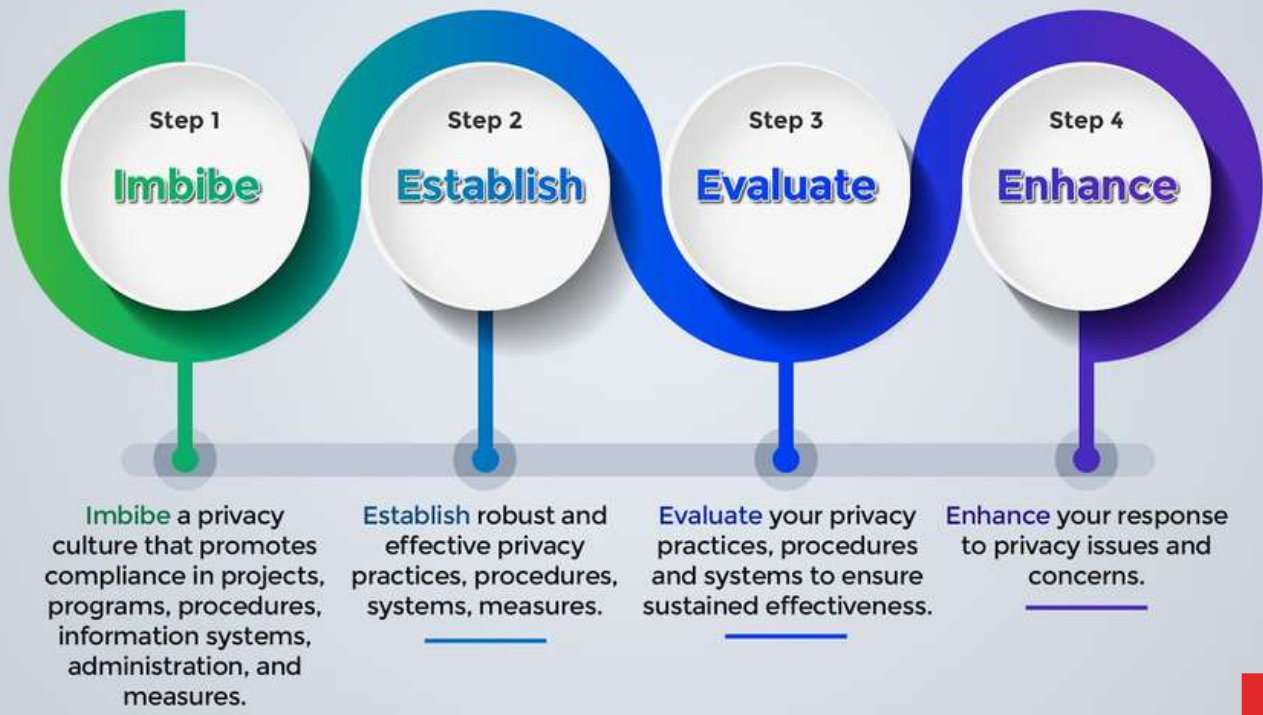 Step 1
Imbibe
Step 2
Establish
Step 3
Evaluate
Step 4
Enhance
Imbibe a privacy
culture that promotes
compliance in projects,
programs, procedures,
information systems,
administration, and
measures.
Establish robust and
effective privacy
practices, procedures,
systems, measures.
Evaluate your privacy
practices, procedures
and systems to ensure
sustained effectiveness.
Enhance your response
to privacy issues and
concerns.